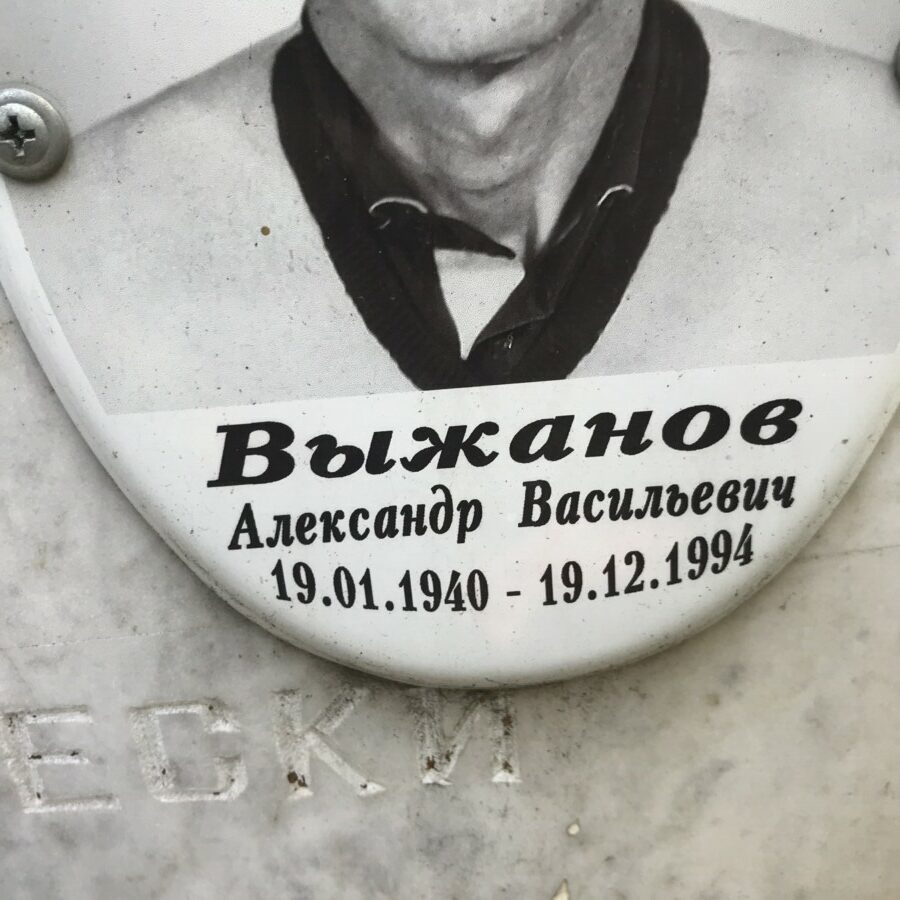 Выжанов
Александр Васильевич
19.01.1940 - 19.12.1994
ЕСКИ